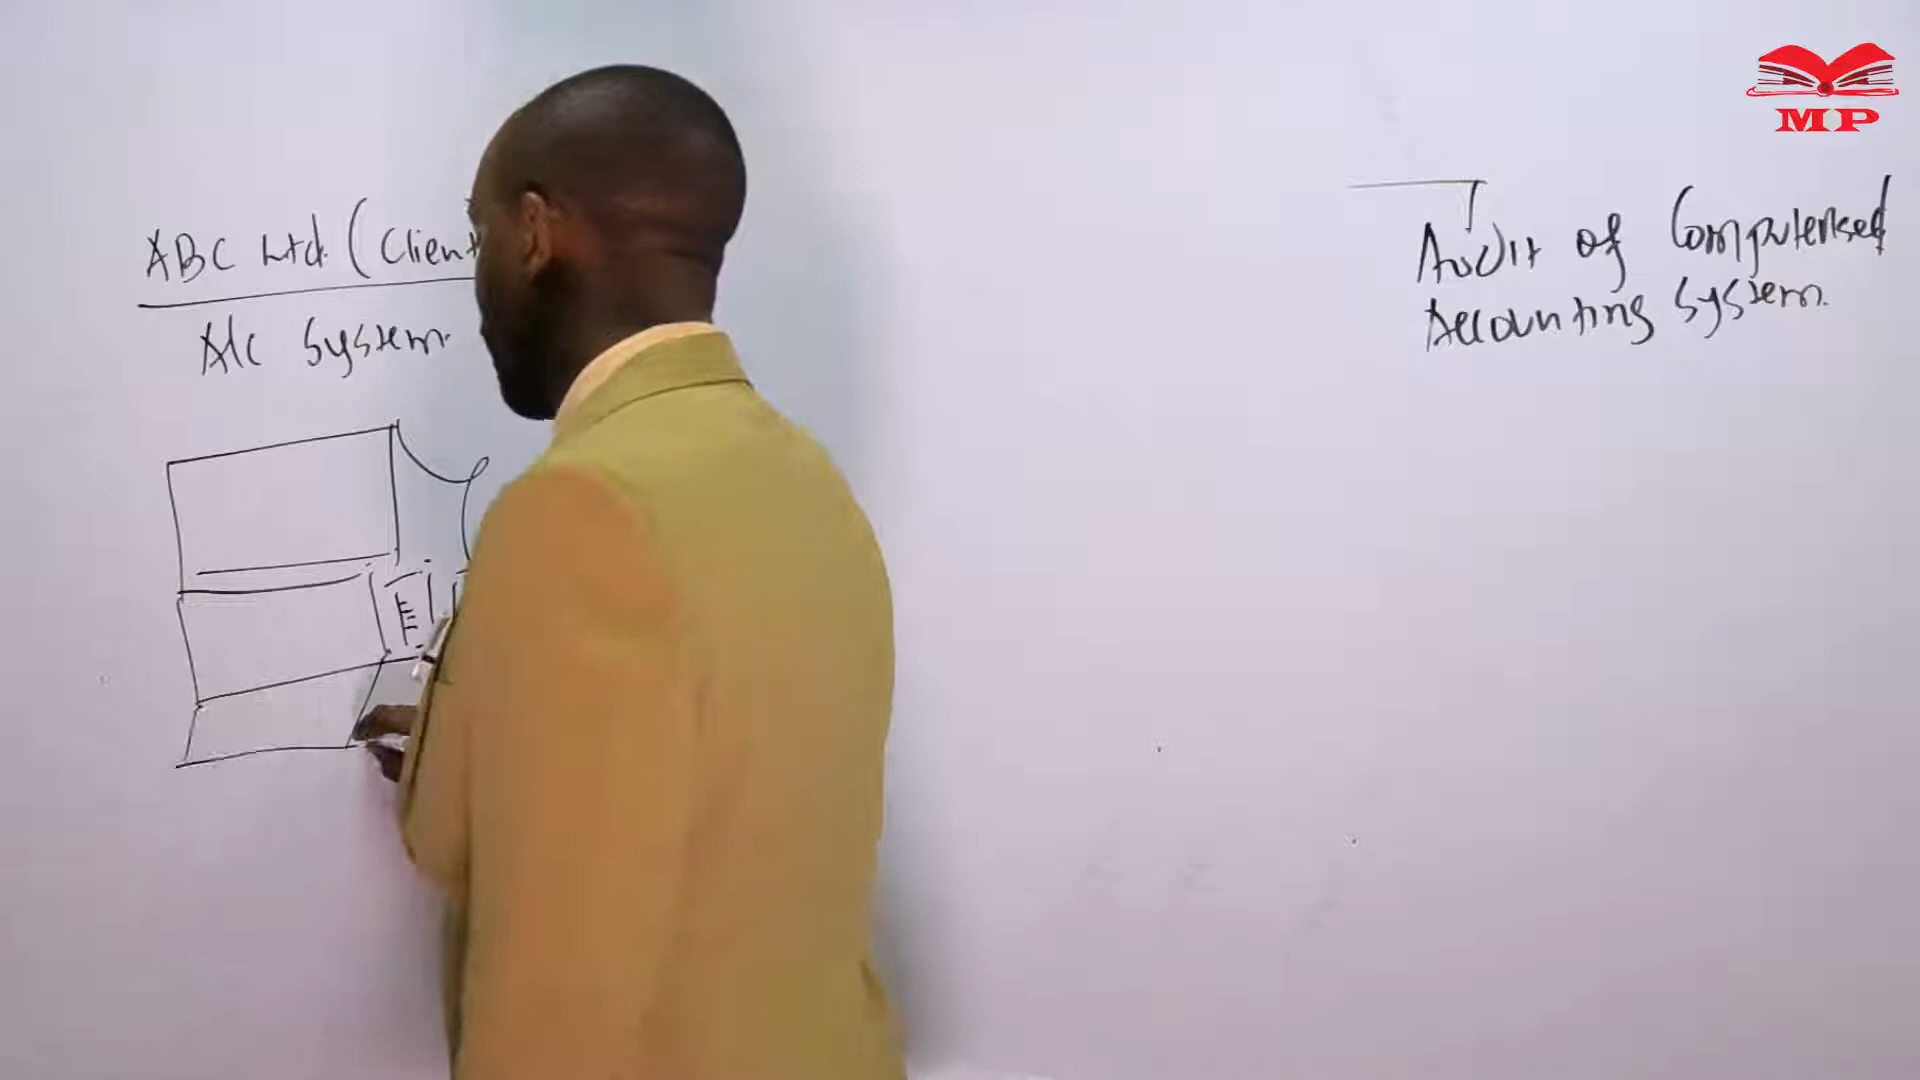 MP
ABC Ltd. (Client
A/c System.
Audit of Computerised
Accounting System.